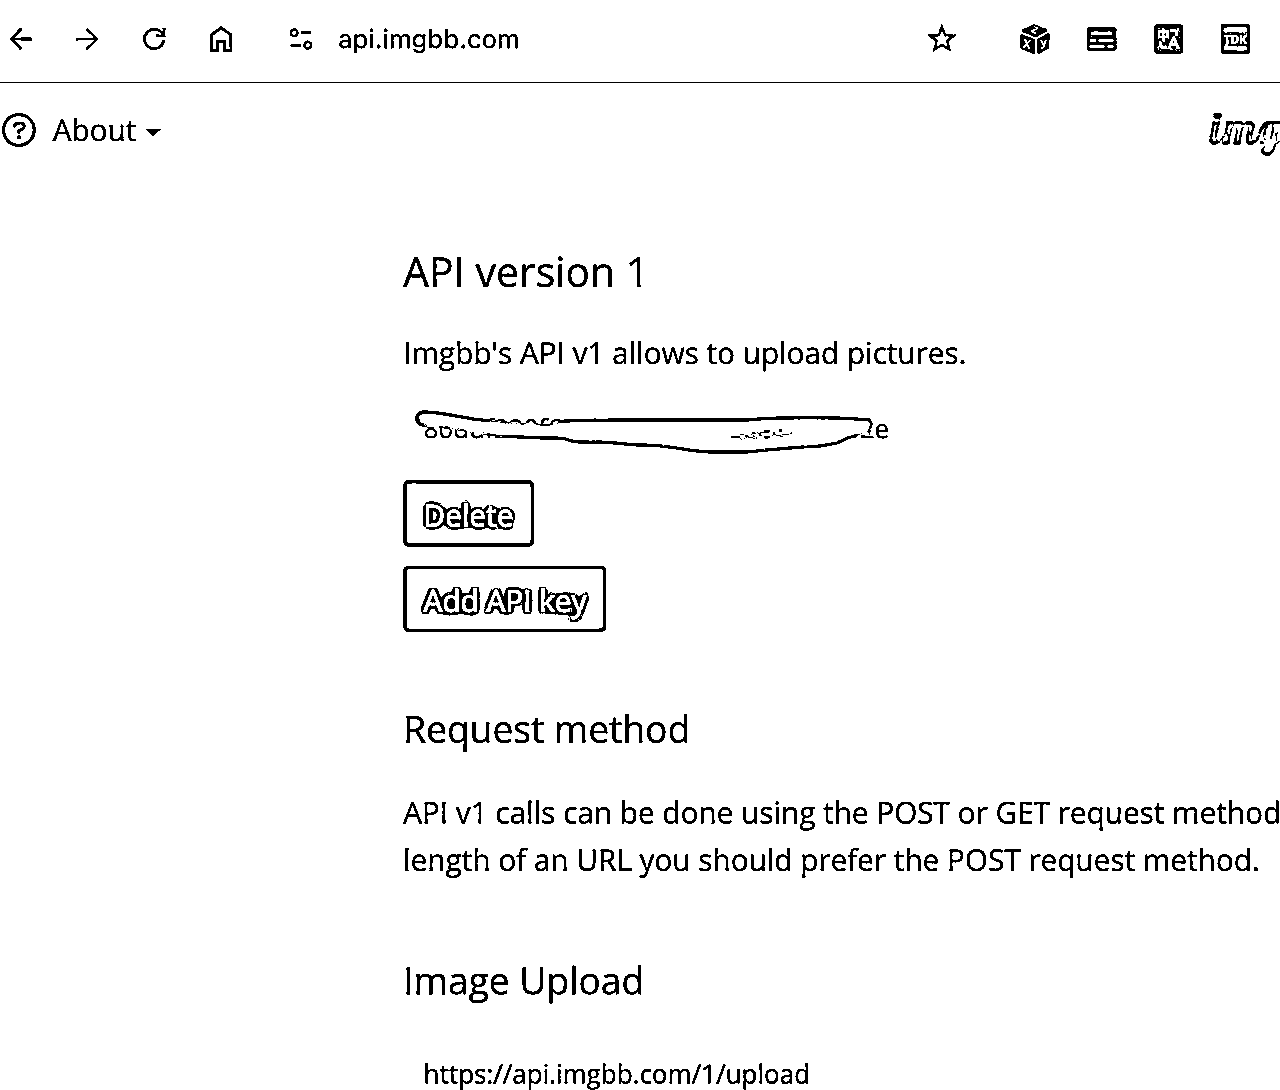 api.imgbb.com
About
img
API version 1
Imgbb's API v1 allows to upload pictures.
Delete
Add API key
Request method
API v1 calls can be done using the POST or GET request method
length of an URL you should prefer the POST request method.
Image Upload
https://api.imgbb.com/1/upload